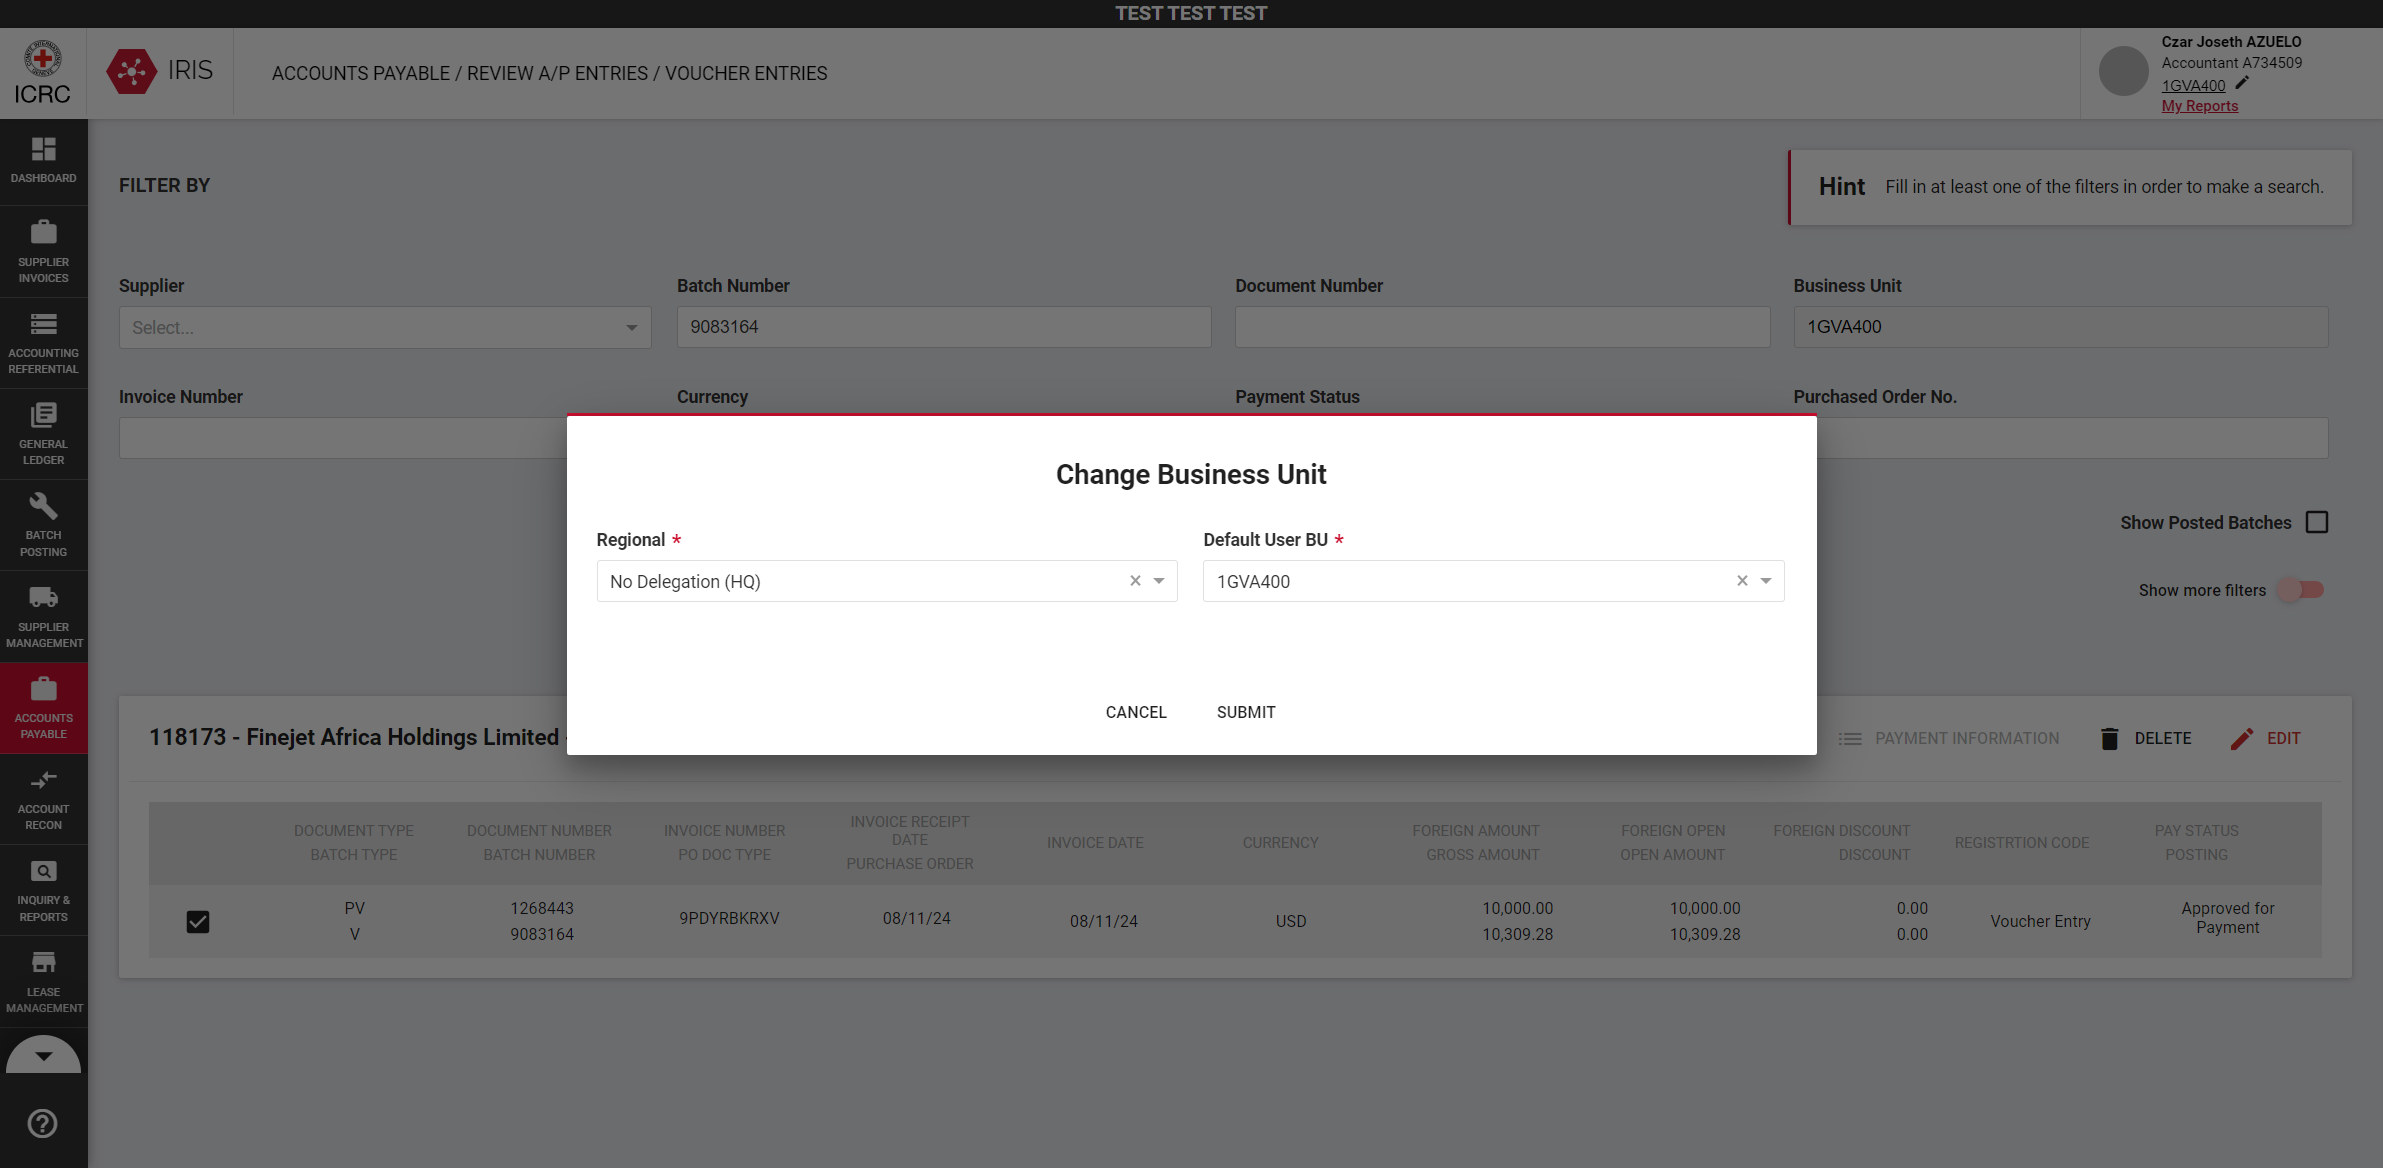 TEST TEST TEST
ICRC
IRIS
ACCOUNTS PAYABLE / REVIEW A/P ENTRIES / VOUCHER ENTRIES
Czar Joseth AZUELO
Accountant A734509
1GVA400
My Reports
DASHBOARD
SUPPLIER
INVOICES
ACCOUNTING
REFERENTIAL
GENERAL
LEDGER
BATCH
POSTING
SUPPLIER
MANAGEMENT
ACCOUNTS
PAYABLE
ACCOUNT
RECON
INQUIRY &
REPORTS
LEASE
MANAGEMENT
FILTER BY
Hint Fill in at least one of the filters in order to make a search.
Supplier
Select...
Batch Number
9083164
Document Number
Business Unit
1GVA400
Invoice Number
Currency
Payment Status
Purchased Order No.
Show Posted Batches
Show more filters
Change Business Unit
Regional *
No Delegation (HQ)
Default User BU *
1GVA400
CANCEL
SUBMIT
118173 - Finejet Africa Holdings Limited -
PAYMENT INFORMATION
DELETE
EDIT
DOCUMENT TYPE
BATCH TYPE
DOCUMENT NUMBER
BATCH NUMBER
INVOICE NUMBER
PO DOC TYPE
INVOICE RECEIPT
DATE
PURCHASE ORDER
INVOICE DATE
CURRENCY
FOREIGN AMOUNT
GROSS AMOUNT
FOREIGN OPEN
OPEN AMOUNT
FOREIGN DISCOUNT
DISCOUNT
REGISTRTION CODE
PAY STATUS
POSTING
PV
V
1268443
9083164
9PDYRBKRXV
08/11/24
08/11/24
USD
10,000.00
10,309.28
10,000.00
10,309.28
0.00
0.00
Voucher Entry
Approved for
Payment